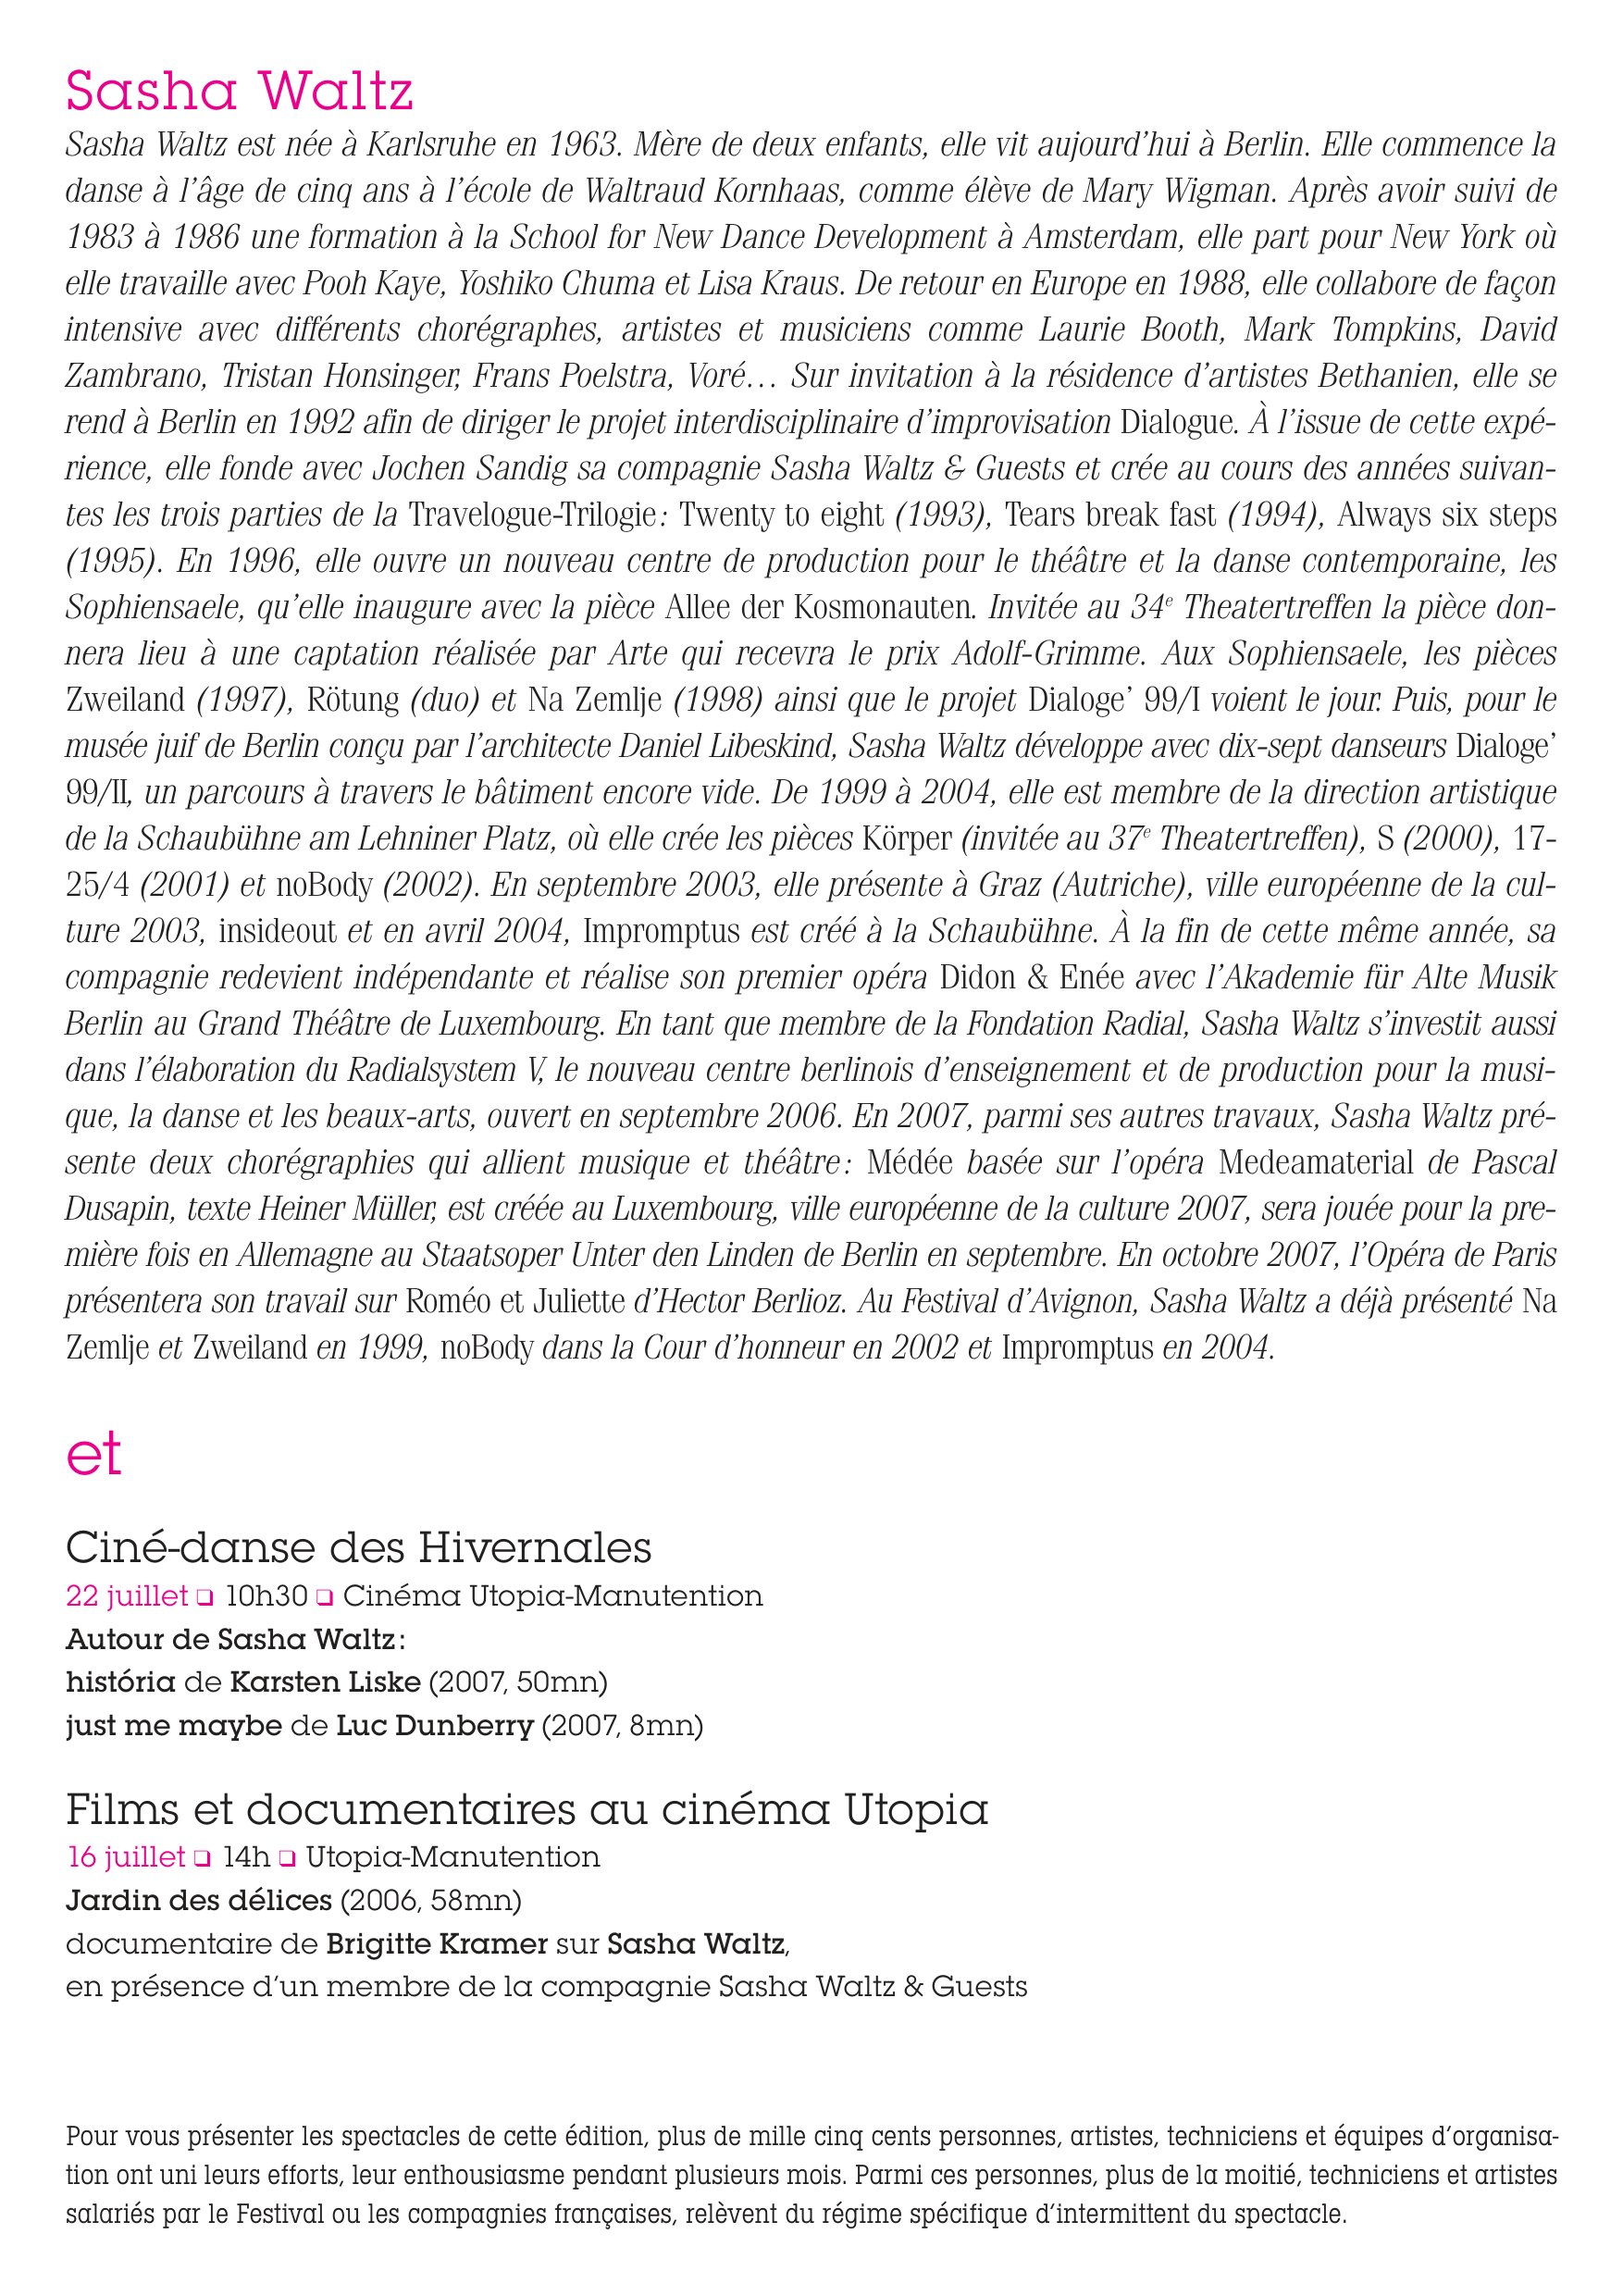 Sasha Waltz
Sasha Waltz est née à Karlsruhe en 1963. Mère de deux enfants, elle vit aujourd’hui à Berlin. Elle commence la
danse à l’âge de cinq ans à l’école de Waltraud Kornhaas, comme élève de Mary Wigman. Après avoir suivi de
1983 à 1986 une formation à la School for New Dance Development à Amsterdam, elle part pour New York où
elle travaille avec Pooh Kaye, Yoshiko Chuma et Lisa Kraus. De retour en Europe en 1988, elle collabore de façon
intensive avec différents chorégraphes, artistes et musiciens comme Laurie Booth, Mark Tompkins, David
Zambrano, Tristan Honsinger, Frans Poelstra, Voré… Sur invitation à la résidence d’artistes Bethanien, elle se
rend à Berlin en 1992 afin de diriger le projet interdisciplinaire d’improvisation Dialogue. À l’issue de cette expé-
rience, elle fonde avec Jochen Sandig sa compagnie Sasha Waltz & Guests et crée au cours des années suivan-
tes les trois parties de la Travelogue-Trilogie : Twenty to eight (1993), Tears break fast (1994), Always six steps
(1995). En 1996, elle ouvre un nouveau centre de production pour le théâtre et la danse contemporaine, les
Sophiensaele, qu’elle inaugure avec la pièce Allee der Kosmonauten. Invitée au 34e Theatertreffen la pièce don-
nera lieu à une captation réalisée par Arte qui recevra le prix Adolf-Grimme. Aux Sophiensaele, les pièces
Zweiland (1997), Rötung (duo) et Na Zemlje (1998) ainsi que le projet Dialoge’ 99/I voient le jour. Puis, pour le
musée juif de Berlin conçu par l’architecte Daniel Libeskind, Sasha Waltz développe avec dix-sept danseurs Dialoge’
99/II, un parcours à travers le bâtiment encore vide. De 1999 à 2004, elle est membre de la direction artistique
de la Schaubühne am Lehniner Platz, où elle crée les pièces Körper (invitée au 37e Theatertreffen), S (2000), 17-
25/4 (2001) et noBody (2002). En septembre 2003, elle présente à Graz (Autriche), ville européenne de la cul-
ture 2003, insideout et en avril 2004, Impromptus est créé à la Schaubühne. À la fin de cette même année, sa
compagnie redevient indépendante et réalise son premier opéra Didon & Enée avec l’Akademie für Alte Musik
Berlin au Grand Théâtre de Luxembourg. En tant que membre de la Fondation Radial, Sasha Waltz s’investit aussi
dans l’élaboration du Radialsystem V, le nouveau centre berlinois d’enseignement et de production pour la musi-
que, la danse et les beaux-arts, ouvert en septembre 2006. En 2007, parmi ses autres travaux, Sasha Waltz pré-
sente deux chorégraphies qui allient musique et théâtre : Médée basée sur l’opéra Medeamaterial de Pascal
Dusapin, texte Heiner Müller, est créée au Luxembourg, ville européenne de la culture 2007, sera jouée pour la pre-
mière fois en Allemagne au Staatsoper Unter den Linden de Berlin en septembre. En octobre 2007, l’Opéra de Paris
présentera son travail sur Roméo et Juliette d’Hector Berlioz. Au Festival d’Avignon, Sasha Waltz a déjà présenté Na
Zemlje et Zweiland en 1999, noBody dans la Cour d’honneur en 2002 et Impromptus en 2004.
et
Ciné-danse des Hivernales
22 juillet ❏ 10h30 ❏ Cinéma Utopia-Manutention
Autour de Sasha Waltz :
história de Karsten Liske (2007, 50mn)
just me maybe de Luc Dunberry (2007, 8mn)
Films et documentaires au cinéma Utopia
16 juillet ❏ 14h ❏ Utopia-Manutention
Jardin des délices (2006, 58mn)
documentaire de Brigitte Kramer sur Sasha Waltz,
en présence d’un membre de la compagnie Sasha Waltz & Guests
Pour vous présenter les spectacles de cette édition, plus de mille cinq cents personnes, artistes, techniciens et équipes d’organisa-
tion ont uni leurs efforts, leur enthousiasme pendant plusieurs mois. Parmi ces personnes, plus de la moitié, techniciens et artistes
salariés par le Festival ou les compagnies françaises, relèvent du régime spécifique d’intermittent du spectacle.